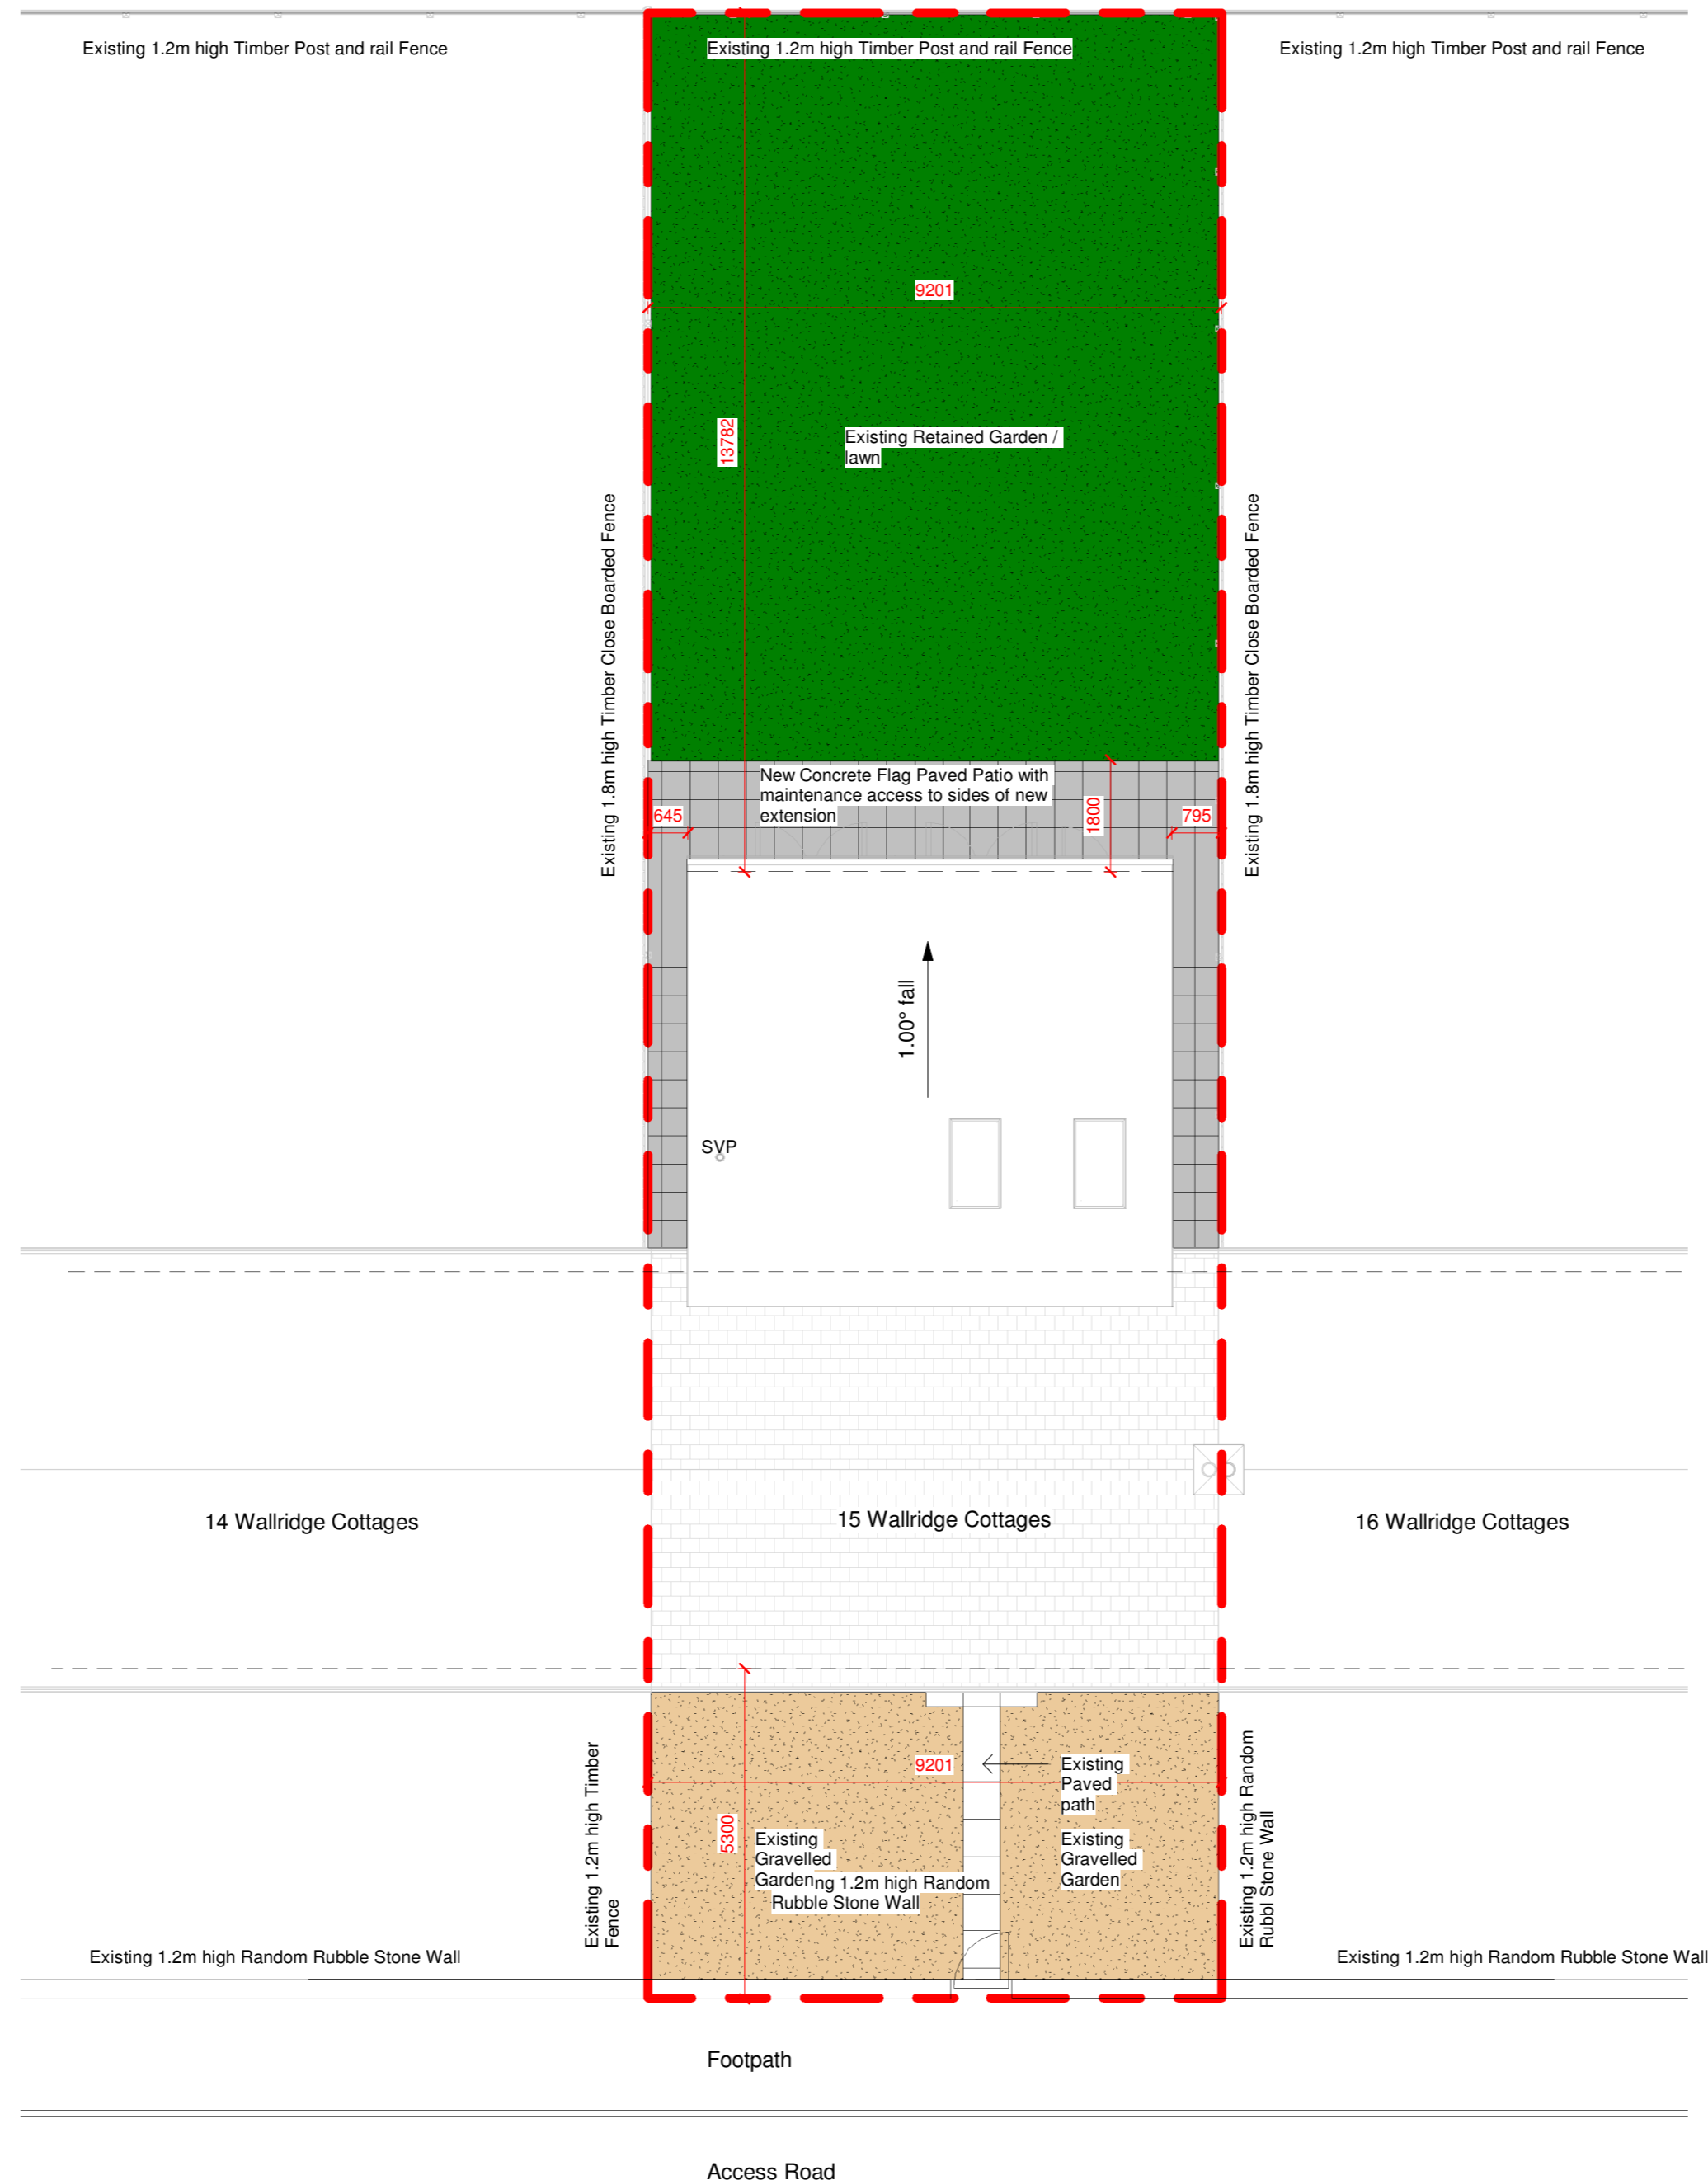 Existing 1.2m high Timber Post and rail Fence
Existing 1.2m high Timber Post and rail Fence
Existing 1.2m high Timber Post and rail Fence
9201
13782
Existing Retained Garden /
lawn
Existing 1.8m high Timber Close Boarded Fence
Existing 1.8m high Timber Close Boarded Fence
New Concrete Flag Paved Patio with
maintenance access to sides of new
extension
645
1800
795
1.00° fall
SVP
14 Wallridge Cottages
15 Wallridge Cottages
16 Wallridge Cottages
Existing 1.2m high Timber
Fence
9201
5300
Existing
Paved
path
Existing
Gravelled
Garden
ng 1.2m high Random
Rubble Stone Wall
Existing
Gravelled
Garden
Existing 1.2m high Random
Rubbl Stone Wall
Existing 1.2m high Random Rubble Stone Wall
Existing 1.2m high Random Rubble Stone Wall
Footpath
Access Road